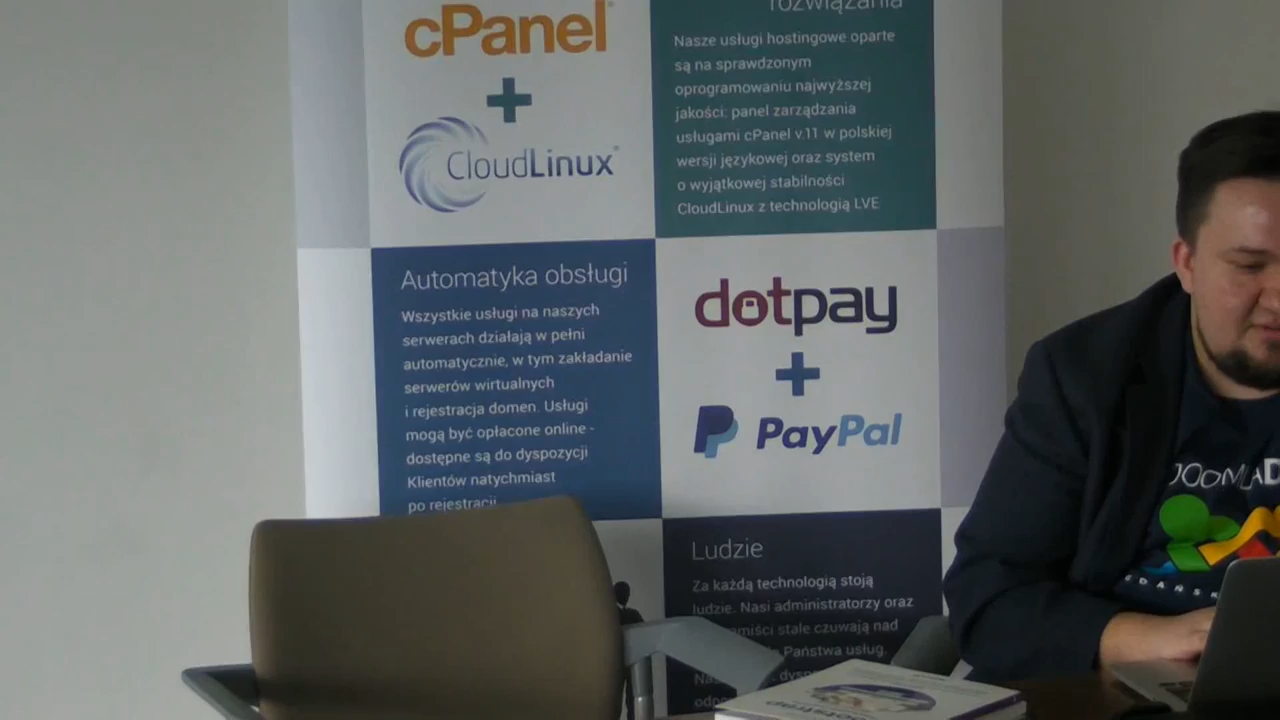 cPanel
+
CloudLinux
rozwiązania
Nasze usługi hostingowe oparte
są na sprawdzonym
oprogramowaniu najwyższej
jakości: panel zarządzania
usługami cPanel v.11 w polskiej
wersji językowej oraz system
o wyjątkowej stabilności
CloudLinux z technologią LVE
Automatyka obsługi
Wszystkie usługi na naszych
serwerach działają w pełni
automatycznie, w tym zakładanie
serwerów wirtualnych
i rejestracja domen. Usługi
mogą być opłacone online -
dostępne są do dyspozycji
Klientów natychmiast
po rejestracji
dotpay
+
PayPal
Ludzie
Za każdą technologią stoją
ludzie. Nasi administratorzy oraz
stale czuwają nad
Państwa usług.
JOOMLA
GDAŃSK